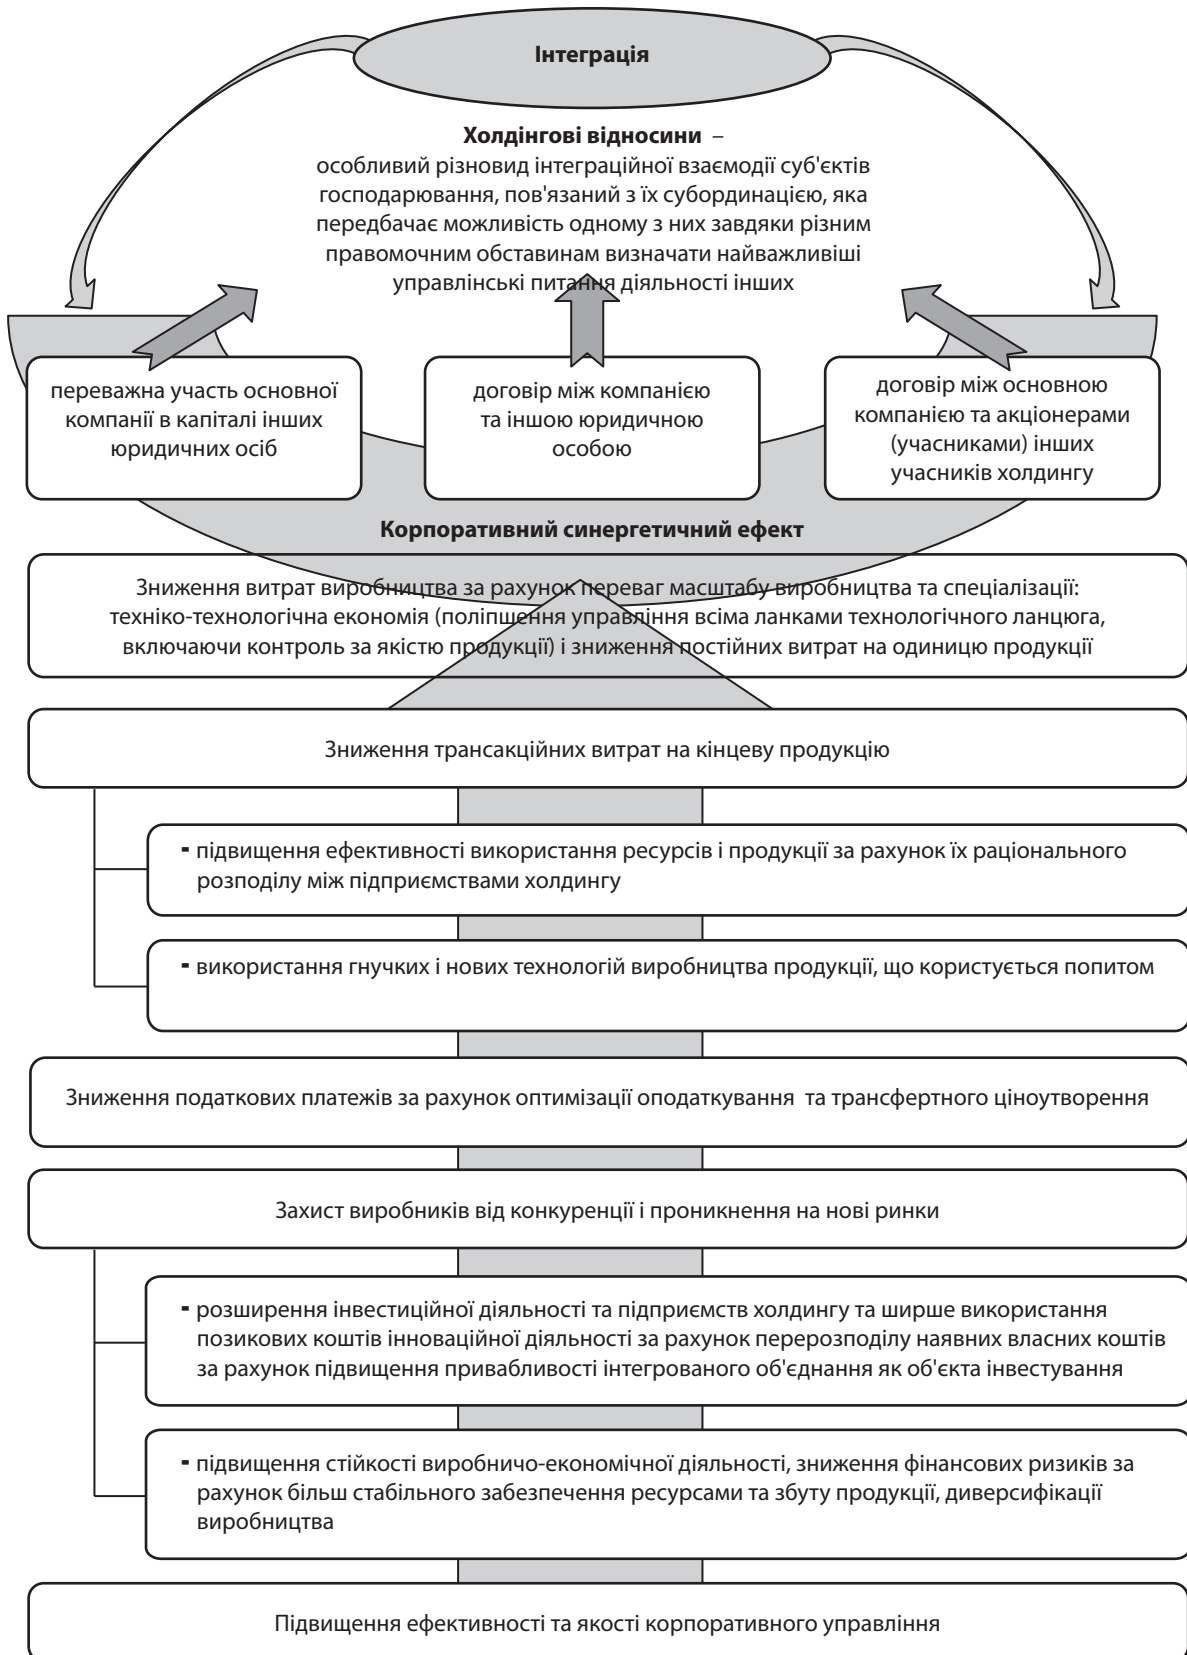 Інтеграція
Холдінгові відносини –
особливий різновид інтеграційної взаємодії суб'єктів
господарювання, пов'язаний з їх субординацією, яка
передбачає можливість одному з них завдяки різним
правомочним обставинам визначати найважливіші
управлінські питання діяльності інших
переважна участь основної
компанії в капіталі інших
юридичних осіб
договір між компанією
та іншою юридичною
особою
договір між основною
компанією та акціонерами
(учасниками) інших
учасників холдингу
Корпоративний синергетичний ефект
Зниження витрат виробництва за рахунок переваг масштабу виробництва та спеціалізації:
техніко-технологічна економія (поліпшення управління всіма ланками технологічного ланцюга,
включаючи контроль за якістю продукції) і зниження постійних витрат на одиницю продукції
Зниження трансакційних витрат на кінцеву продукцію
- підвищення ефективності використання ресурсів і продукції за рахунок їх раціонального
розподілу між підприємствами холдингу
- використання гнучких і нових технологій виробництва продукції, що користується попитом
Зниження податкових платежів за рахунок оптимізації оподаткування та трансфертного ціноутворення
Захист виробників від конкуренції і проникнення на нові ринки
- розширення інвестиційної діяльності та підприємств холдингу та ширше використання
позикових коштів інноваційної діяльності за рахунок перерозподілу наявних власних коштів
за рахунок підвищення привабливості інтегрованого об'єднання як об'єкта інвестування
- підвищення стійкості виробничо-економічної діяльності, зниження фінансових ризиків за
рахунок більш стабільного забезпечення ресурсами та збуту продукції, диверсифікації
виробництва
Підвищення ефективності та якості корпоративного управління